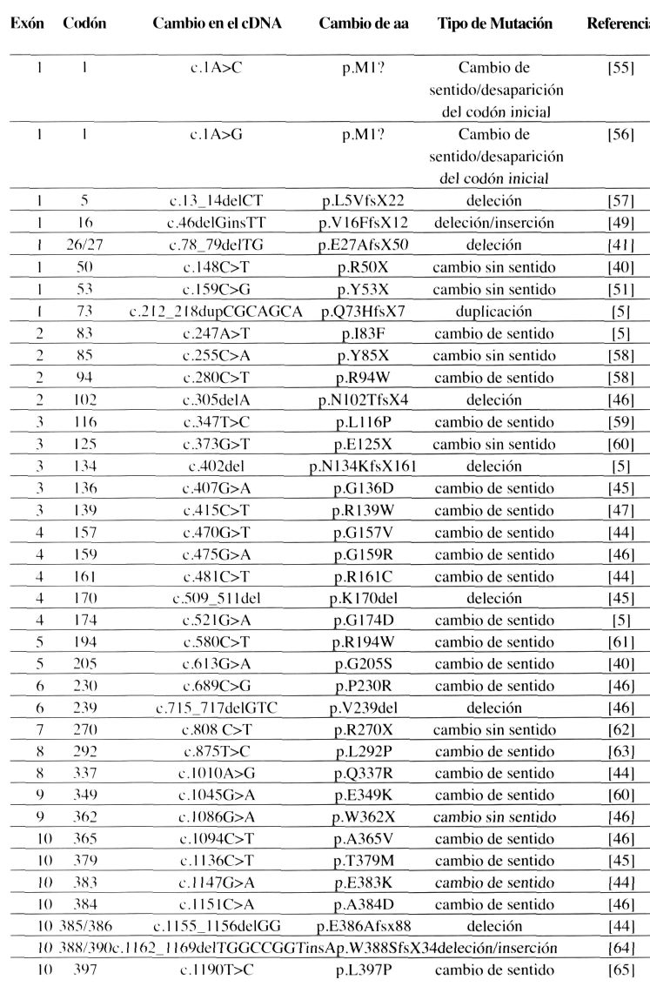 Exón Codón Cambio en el cDNA Cambio de aa Tipo de Mutación Referencia
1 1 c.1A>C p.M1? Cambio de [55]
sentido/desaparición
del codón inicial
1 1 c.1A>G p.M1? Cambio de [56]
sentido/desaparición
del codón inicial
1 5 c.13_14delCT p.L5VfsX22 deleción [57]
1 16 c.46delGinsTT p.V16FfsX12 deleción/inserción [49]
1 26/27 c.78_79delTG p.E27AfsX50 deleción [41]
1 50 c.148C>T p.R50X cambio sin sentido [40]
1 53 c.159C>G p.Y53X cambio sin sentido [51]
1 73 c.212_218dupCGCAGCA p.Q73HfsX7 duplicación [5]
2 83 c.247A>T p.I83F cambio de sentido [5]
2 85 c.255C>A p.Y85X cambio sin sentido [58]
2 94 c.280C>T p.R94W cambio de sentido [58]
2 102 c.305delA p.N102TfsX4 deleción [46]
3 116 c.347T>C p.L116P cambio de sentido [59]
3 125 c.373G>T p.E125X cambio sin sentido [60]
3 134 c.402del p.N134KfsX161 deleción [5]
3 136 c.407G>A p.G136D cambio de sentido [45]
3 139 c.415C>T p.R139W cambio de sentido [47]
4 157 c.470G>T p.G157V cambio de sentido [44]
4 159 c.475G>A p.G159R cambio de sentido [46]
4 161 c.481C>T p.R161C cambio de sentido [44]
4 170 c.509_511del p.K170del deleción [45]
4 174 c.521G>A p.G174D cambio de sentido [5]
5 194 c.580C>T p.R194W cambio de sentido [61]
5 205 c.613G>A p.G205S cambio de sentido [40]
6 230 c.689C>G p.P230R cambio de sentido [46]
6 239 c.715_717delGTC p.V239del deleción [46]
7 270 c.808 C>T p.R270X cambio sin sentido [62]
8 292 c.875T>C p.L292P cambio de sentido [63]
8 337 c.1010A>G p.Q337R cambio de sentido [44]
9 349 c.1045G>A p.E349K cambio de sentido [60]
9 362 c.1086G>A p.W362X cambio sin sentido [46]
10 365 c.1094C>T p.A365V cambio de sentido [46]
10 379 c.1136C>T p.T379M cambio de sentido [45]
10 383 c.1147G>A p.E383K cambio de sentido [44]
10 384 c.1151C>A p.A384D cambio de sentido [46]
10 385/386 c.1155_1156delGG p.E386Afsx88 deleción [44]
10 388/390c.1162_1169delTGGCCGGTinsAp.W388SfsX34deleción/inserción [64]
10 397 c.1190T>C p.L397P cambio de sentido [65]